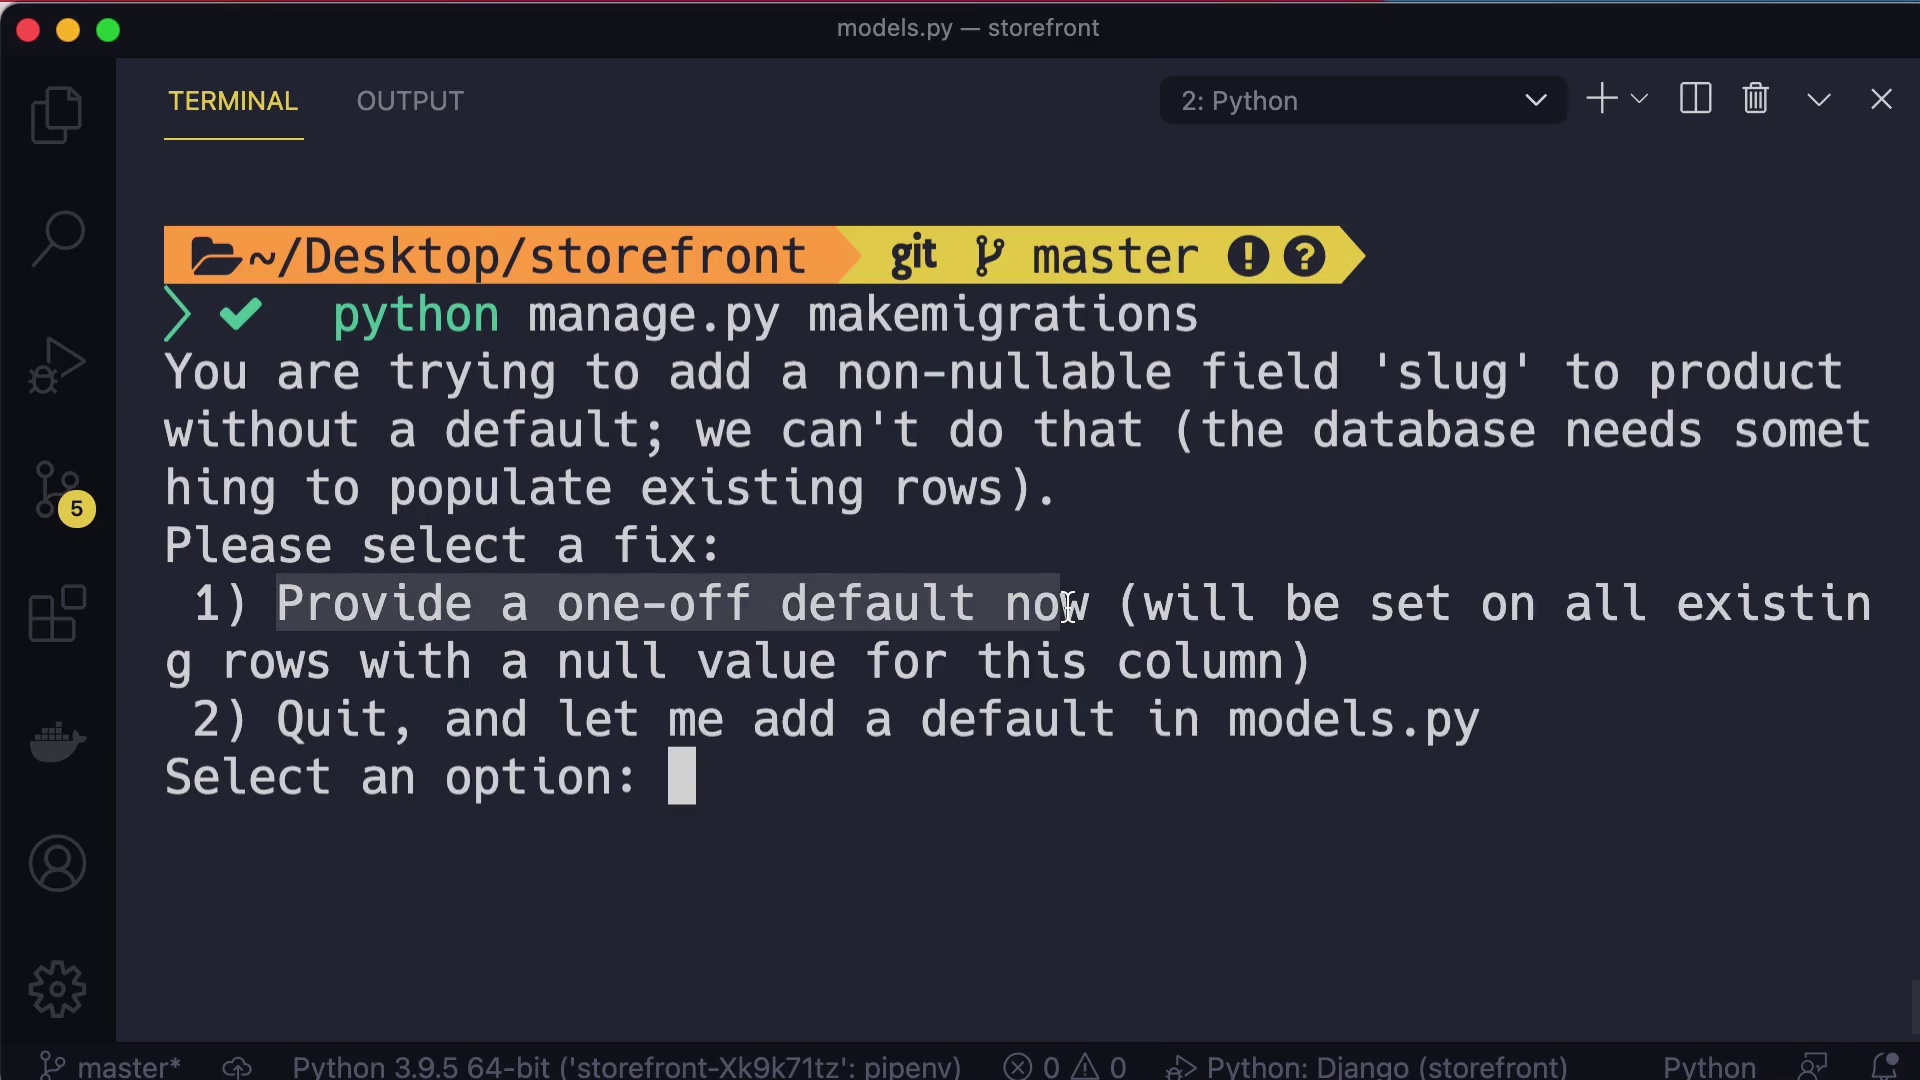 models.py — storefront
TERMINAL OUTPUT 2: Python
~/Desktop/storefront git master ! ?
python manage.py makemigrations
You are trying to add a non-nullable field 'slug' to product
without a default; we can't do that (the database needs somet
hing to populate existing rows).
Please select a fix:
1) Provide a one-off default now (will be set on all existin
g rows with a null value for this column)
2) Quit, and let me add a default in models.py
Select an option:
5
master* Python 3.9.5 64-bit ('storefront-Xk9k71tz': pipenv) 0 0 Python: Django (storefront) Python